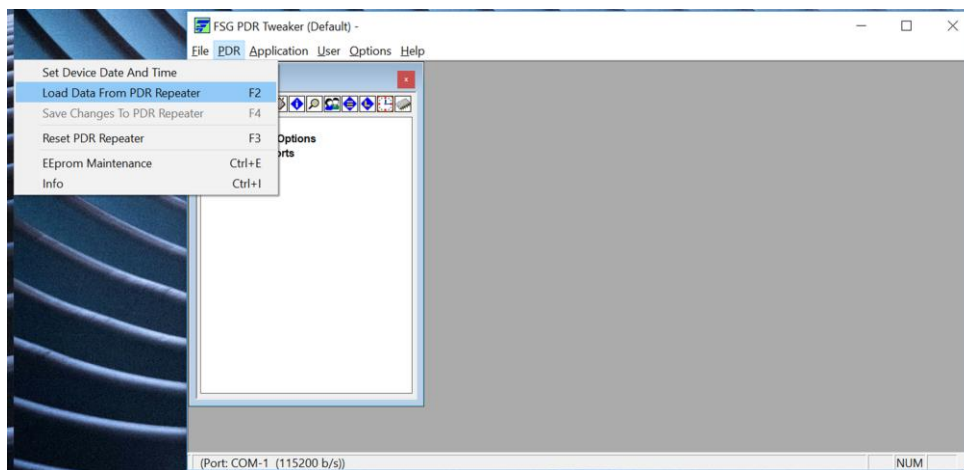 FSG PDR Tweaker (Default) -
File PDR Application User Options Help
Set Device Date And Time
Load Data From PDR Repeater F2
Save Changes To PDR Repeater F4
Reset PDR Repeater F3
EEprom Maintenance Ctrl+E
Info Ctrl+I
Options
(Port: COM-1 (115200 b/s))
NUM